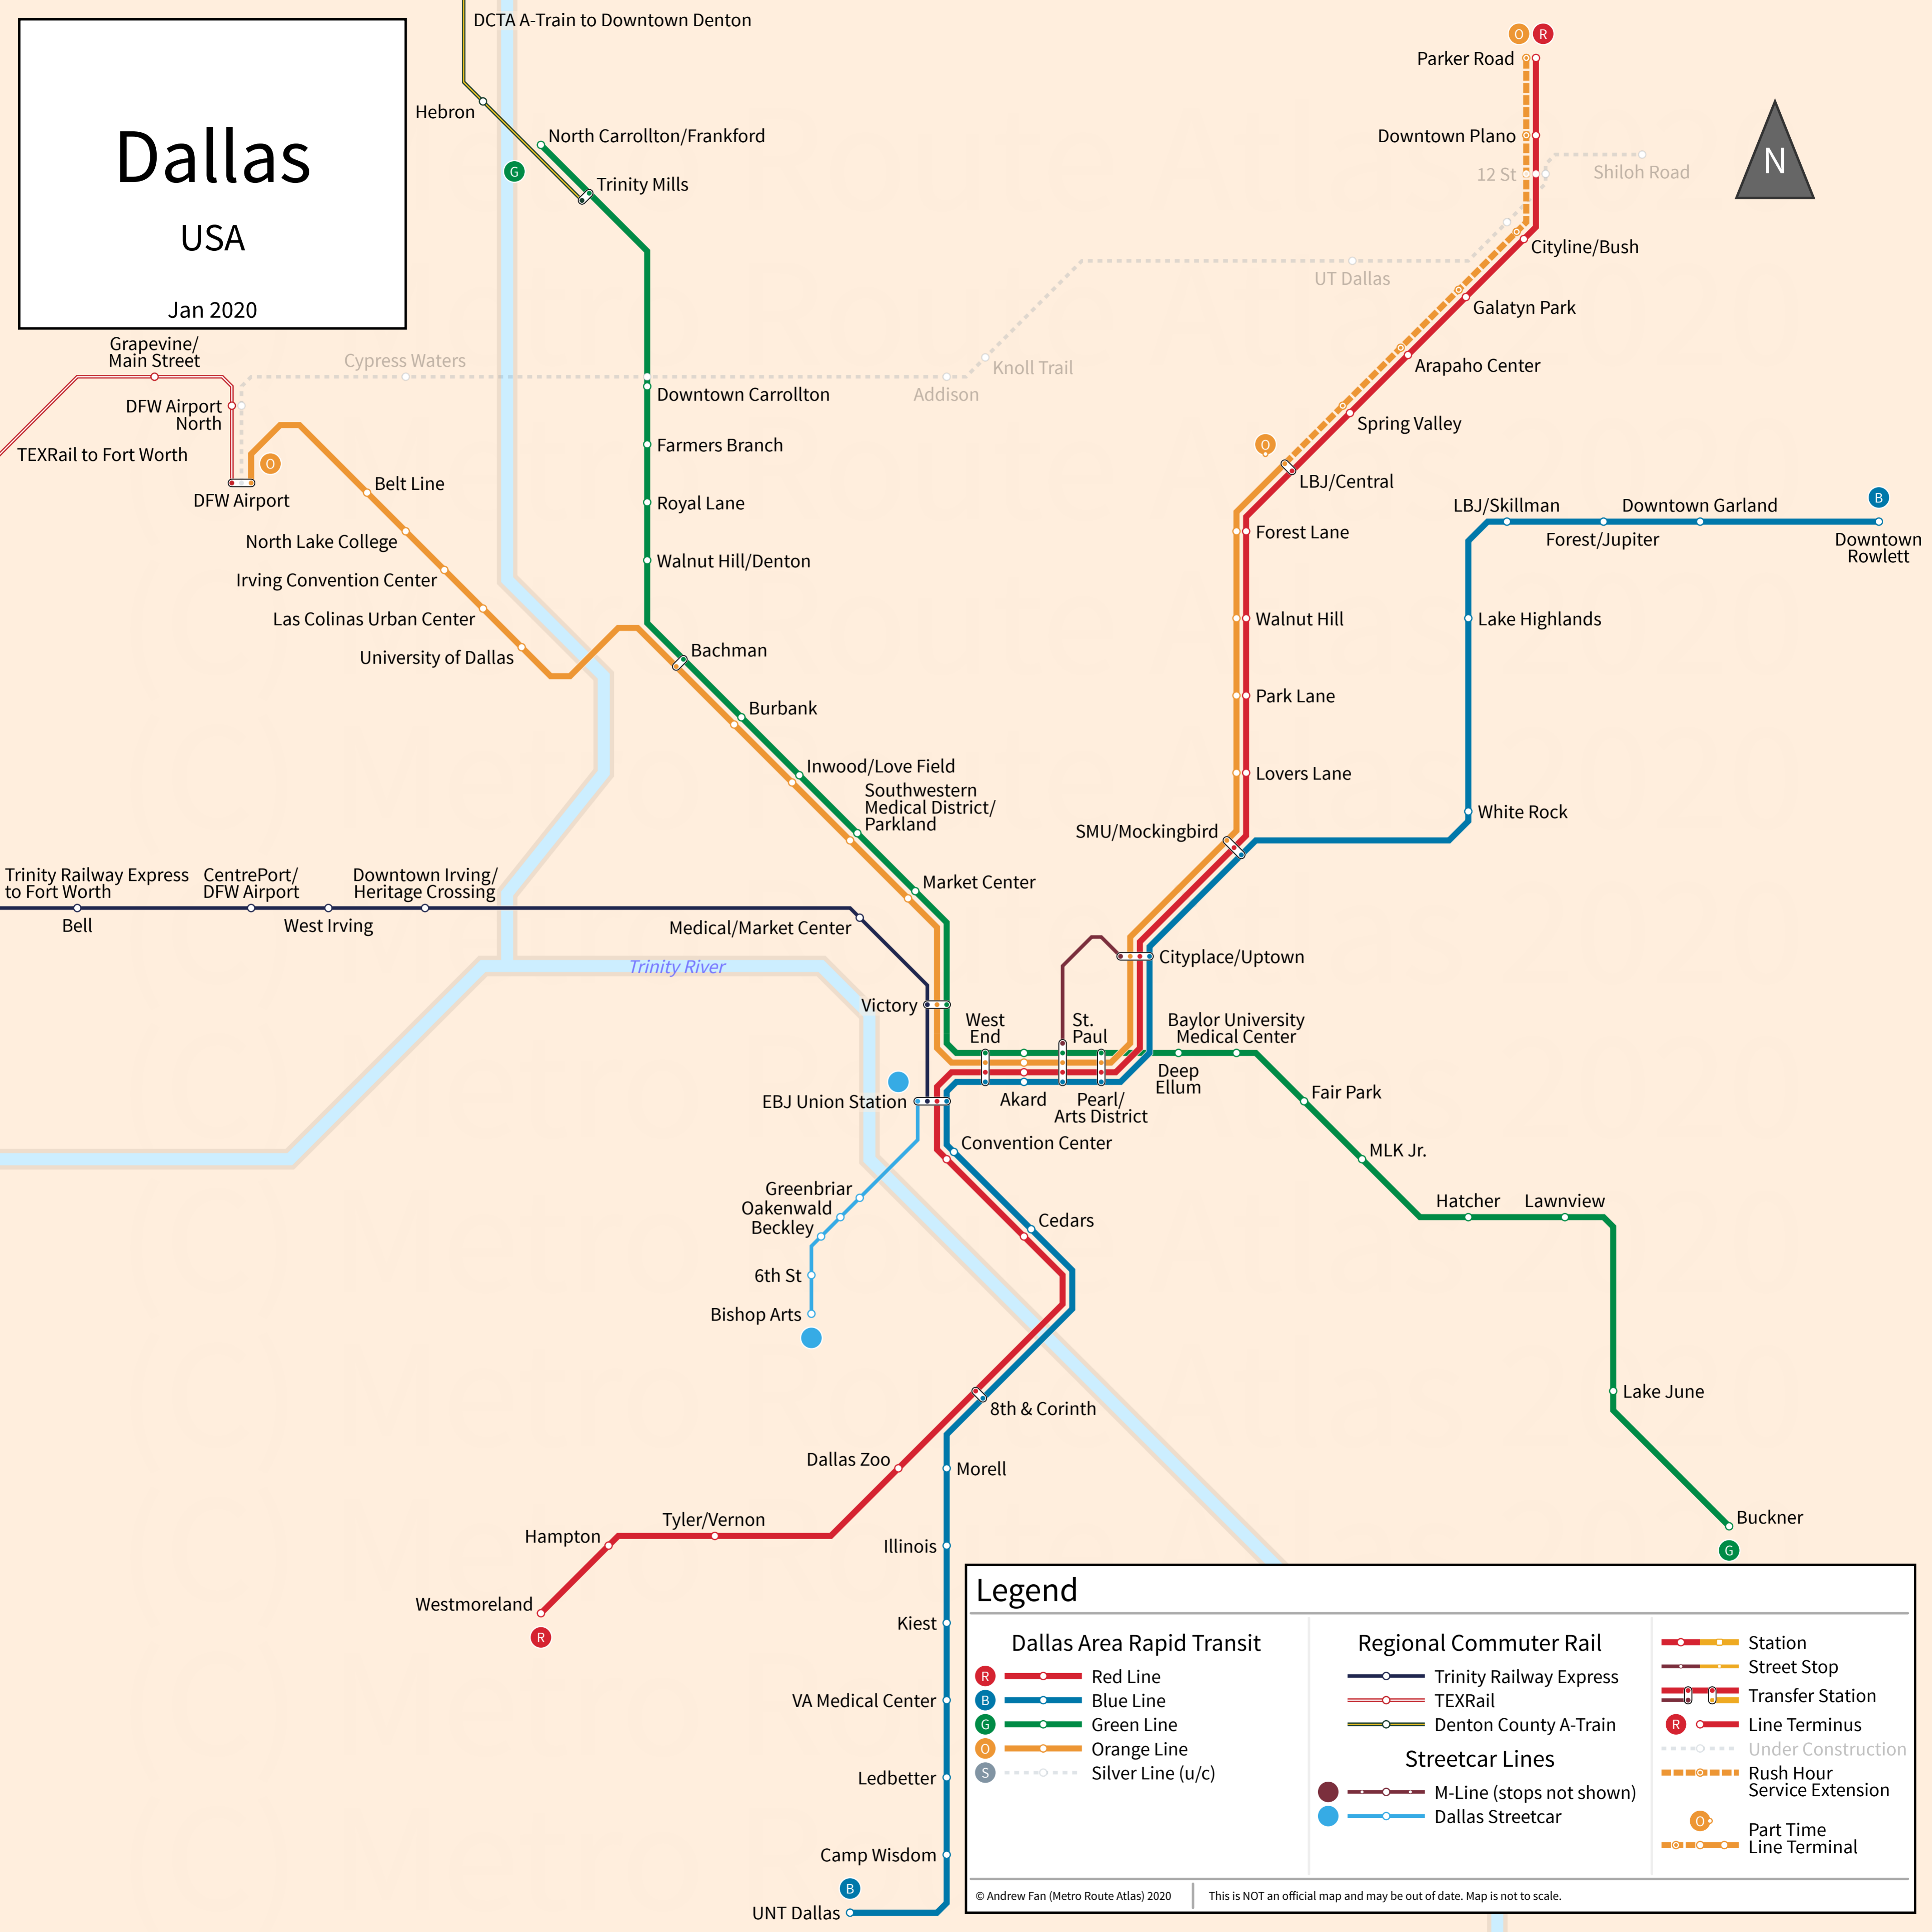 Dallas
USA
Jan 2020
DCTA A-Train to Downtown Denton
Hebron
North Carrollton/Frankford
G
Trinity Mills
O
R
Parker Road
Downtown Plano
12 St
Shiloh Road
N
Cityline/Bush
UT Dallas
Galatyn Park
Arapaho Center
Spring Valley
O
LBJ/Central
Grapevine/
Main Street
DFW Airport
North
TEXRail to Fort Worth
O
DFW Airport
Cypress Waters
Downtown Carrollton
Addison
Knoll Trail
Farmers Branch
Royal Lane
Walnut Hill/Denton
Belt Line
North Lake College
Irving Convention Center
Las Colinas Urban Center
University of Dallas
Bachman
Burbank
Inwood/Love Field
Southwestern
Medical District/
Parkland
Market Center
Forest Lane
Walnut Hill
Park Lane
Lovers Lane
SMU/Mockingbird
LBJ/Skillman
Forest/Jupiter
Downtown Garland
B
Downtown
Rowlett
Lake Highlands
White Rock
Trinity Railway Express
to Fort Worth
Bell
CentrePort/
DFW Airport
West Irving
Downtown Irving/
Heritage Crossing
Medical/Market Center
Trinity River
Victory
Cityplace/Uptown
West
End
St.
Paul
Baylor University
Medical Center
Deep
Ellum
Akard
Pearl/
Arts District
EBJ Union Station
Convention Center
Fair Park
MLK Jr.
Hatcher
Lawnview
Greenbriar
Oakenwald
Beckley
6th St
Bishop Arts
Cedars
8th & Corinth
Lake June
Dallas Zoo
Morell
Tyler/Vernon
Hampton
Illinois
Westmoreland
R
Kiest
VA Medical Center
Ledbetter
Camp Wisdom
B
UNT Dallas
Buckner
G
Legend
Dallas Area Rapid Transit
R
Red Line
B
Blue Line
G
Green Line
O
Orange Line
S
Silver Line (u/c)
Regional Commuter Rail
Trinity Railway Express
TEXRail
Denton County A-Train
Streetcar Lines
M-Line (stops not shown)
Dallas Streetcar
Station
Street Stop
Transfer Station
R
Line Terminus
Under Construction
Rush Hour
Service Extension
O
Part Time
Line Terminal
© Andrew Fan (Metro Route Atlas) 2020
This is NOT an official map and may be out of date. Map is not to scale.